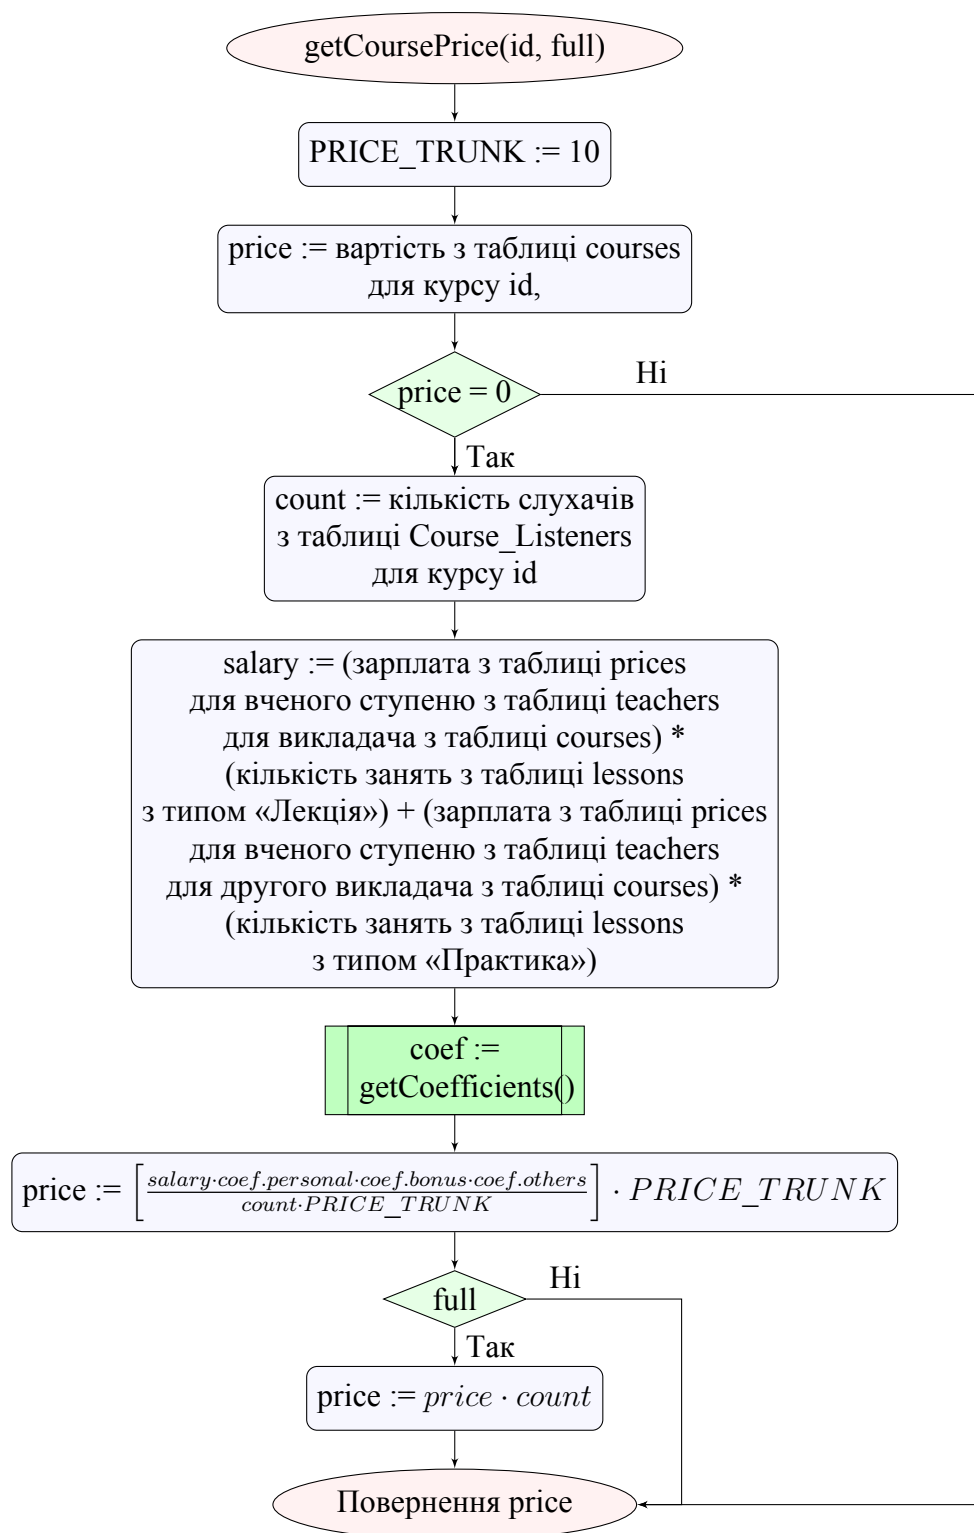 getCoursePrice(id, full)
PRICE_TRUNK := 10
price := вартість з таблиці courses
для курсу id,
price = 0
Ні
Так
count := кількість слухачів
з таблиці Course_Listeners
для курсу id
salary := (зарплата з таблиці prices
для вченого ступеню з таблиці teachers
для викладача з таблиці courses) *
(кількість занять з таблиці lessons
з типом «Лекція») + (зарплата з таблиці prices
для вченого ступеню з таблиці teachers
для другого викладача з таблиці courses) *
(кількість занять з таблиці lessons
з типом «Практика»)
coef :=
getCoefficients()
price := [salary·coef.personal·coef.bonus·coef.others / count·PRICE_TRUNK] · PRICE_TRUNK
full
Ні
Так
price := price · count
Повернення price